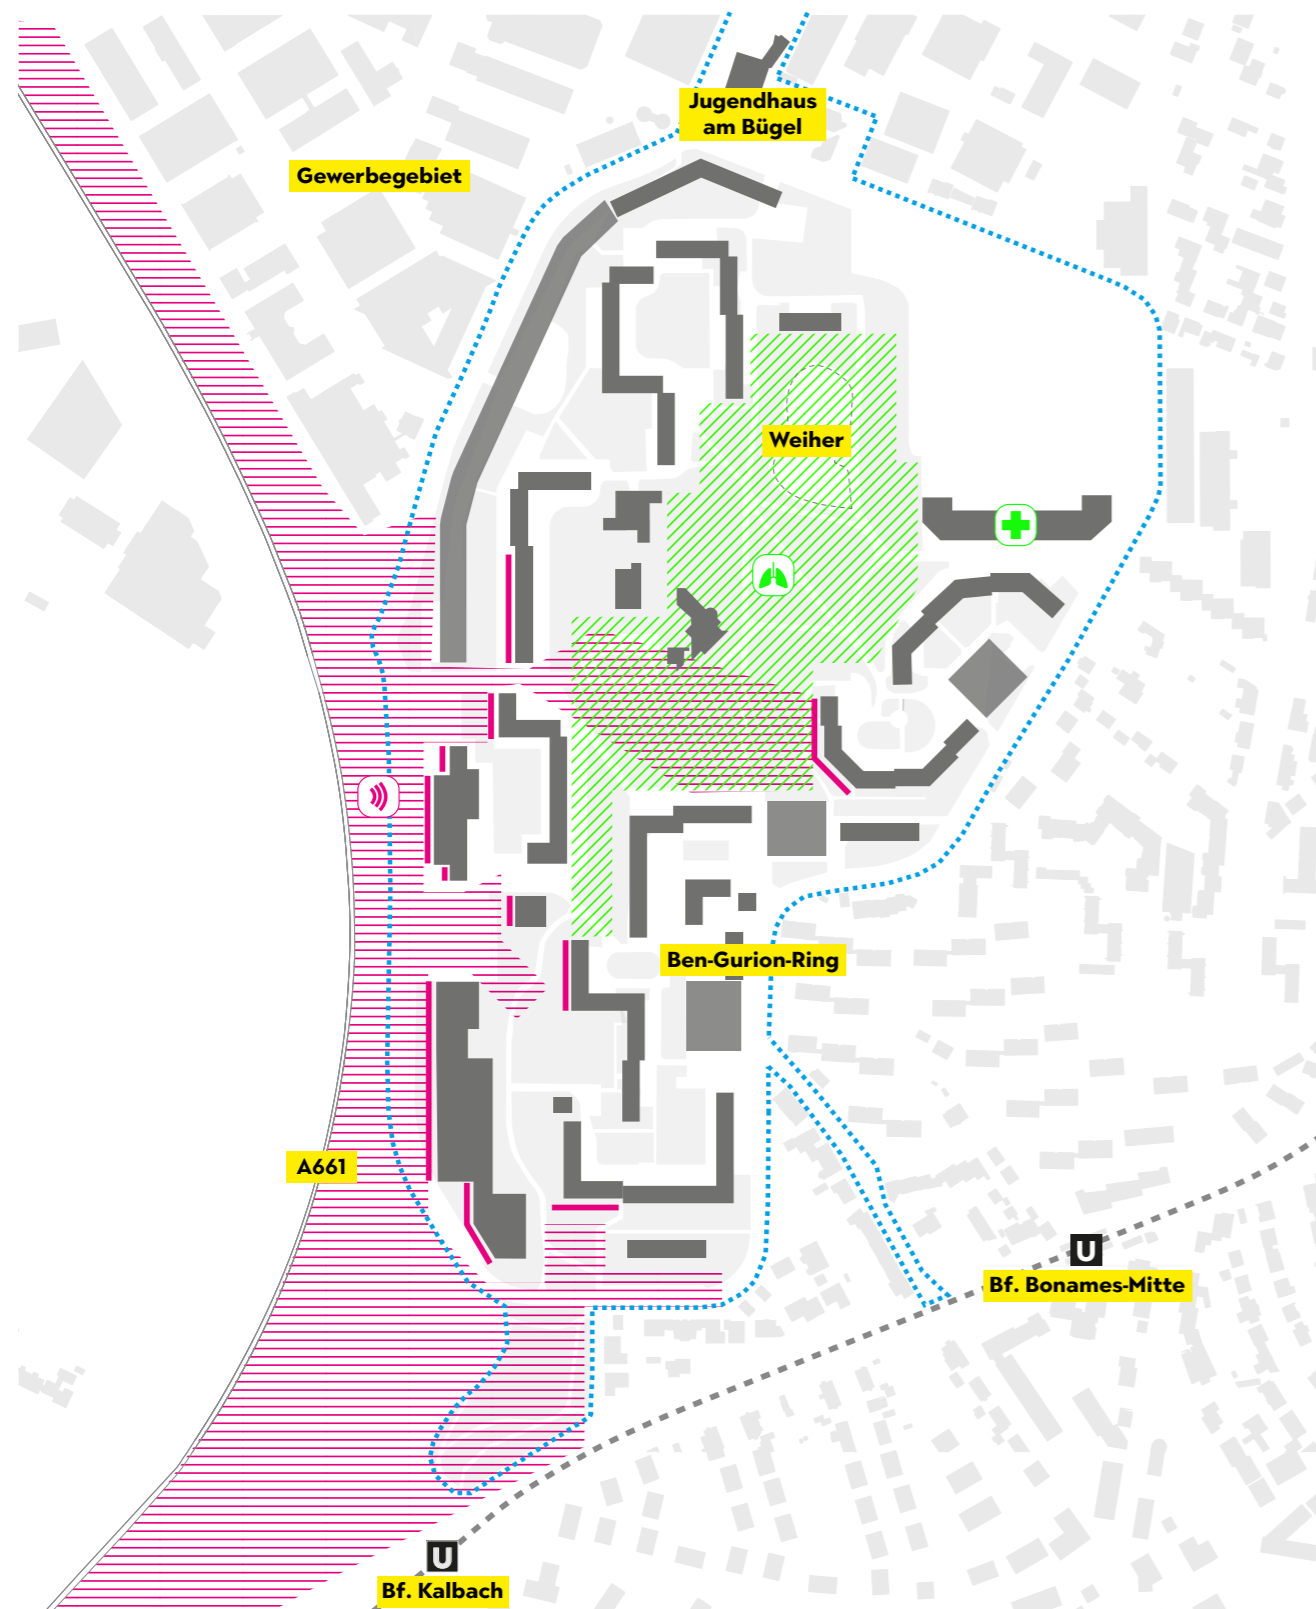 Jugendhaus
am Bügel
Gewerbegebiet
Weiher
Ben-Gurion-Ring
A661
U
Bf. Bonames-Mitte
U
Bf. Kalbach